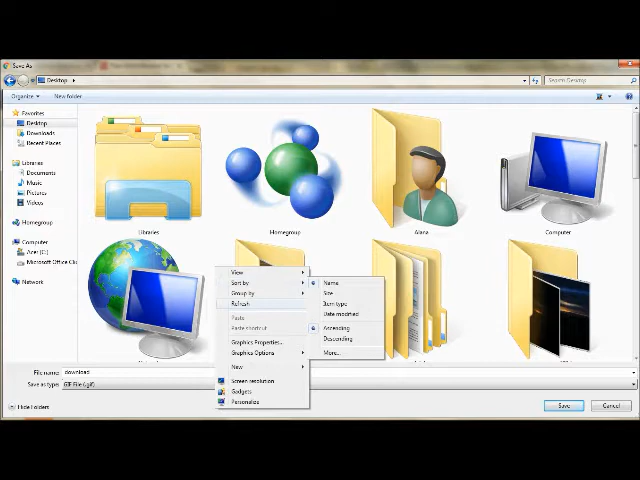 Save As
Desktop
Search Desktop
Organize
New folder
Favorites
Desktop
Downloads
Recent Places
Libraries
Documents
Music
Pictures
Videos
Homegroup
Computer
Acer (C:)
Microsoft Office Clic
Network
Libraries
Homegroup
Alana
Computer
View
Sort by
Group by
Refresh
Paste
Paste shortcut
Graphics Properties...
Graphics Options
New
Screen resolution
Gadgets
Personalize
Name
Size
Item type
Date modified
Ascending
Descending
More...
File name:
download
Save as type:
GIF File (.gif)
Hide Folders
Save
Cancel